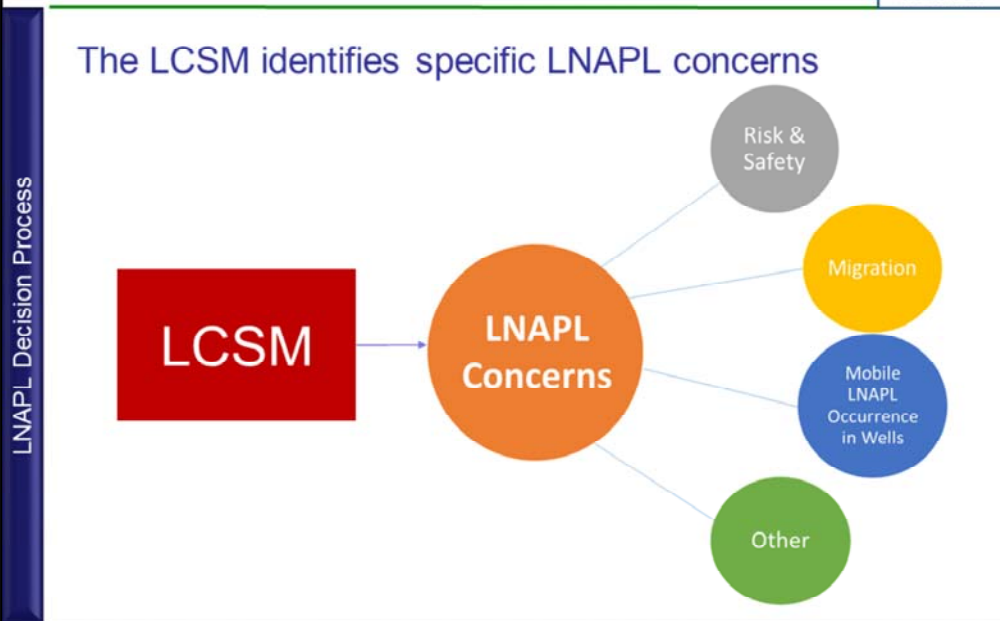 The LCSM identifies specific LNAPL concerns
LNAPL Decision Process
LCSM
LNAPL
Concerns
Risk &
Safety
Migration
Mobile
LNAPL
Occurrence
in Wells
Other